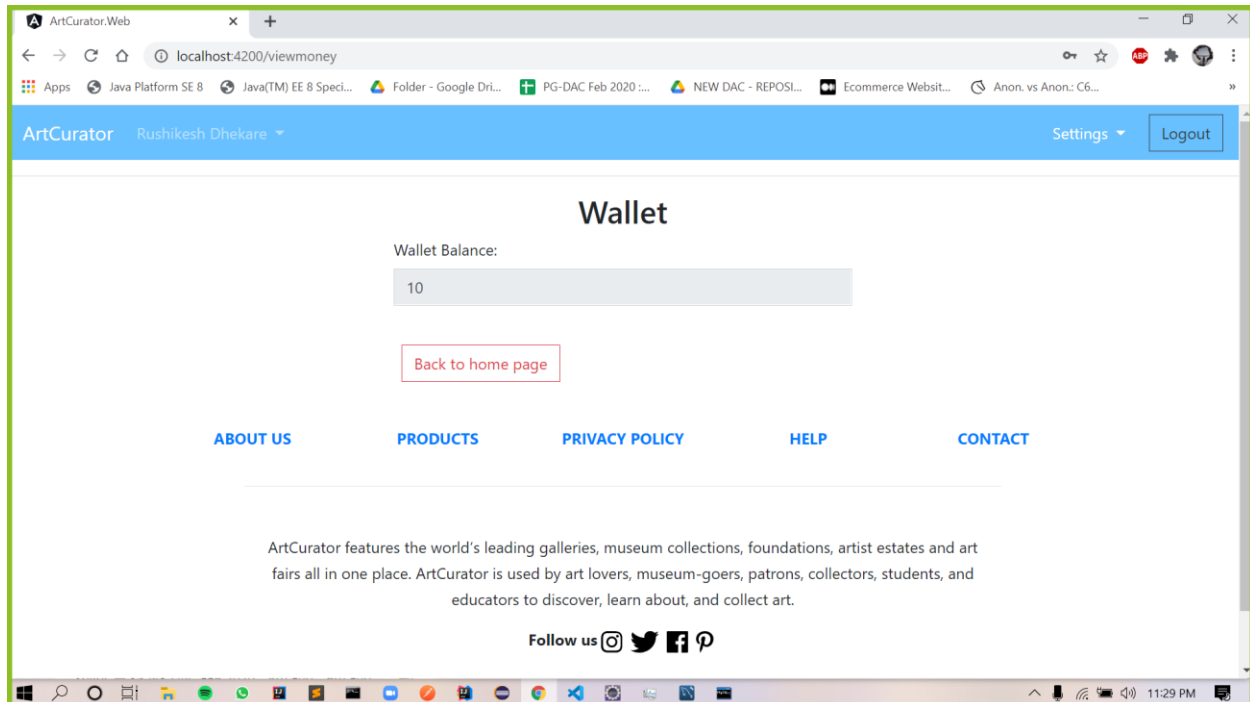 ArtCurator.Web
localhost:4200/viewmoney
ABP
Apps Java Platform SE 8 Java(TM) EE 8 Speci... Folder - Google Dri... PG-DAC Feb 2020 :... NEW DAC - REPOSI... Ecommerce Websit... Anon. vs Anon.: C6... »
ArtCurator Rushikesh Dhekare Settings Logout
Wallet
Wallet Balance:
10
Back to home page
ABOUT US PRODUCTS PRIVACY POLICY HELP CONTACT
ArtCurator features the world's leading galleries, museum collections, foundations, artist estates and art
fairs all in one place. ArtCurator is used by art lovers, museum-goers, patrons, collectors, students, and
educators to discover, learn about, and collect art.
Follow us
11:29 PM